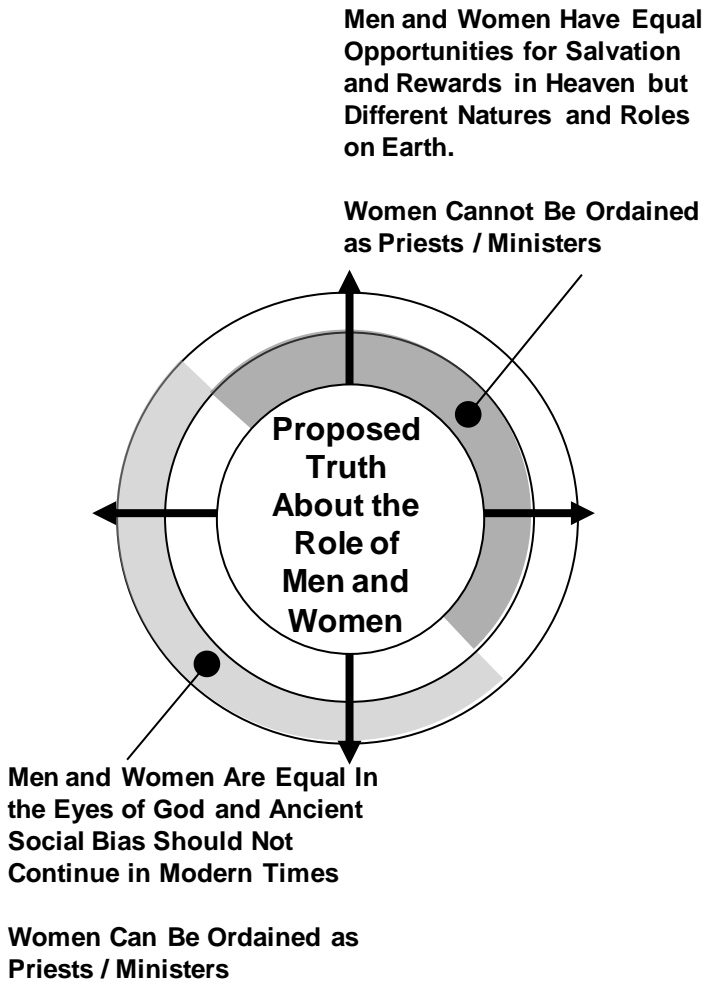 Men and Women Have Equal
Opportunities for Salvation
and Rewards in Heaven but
Different Natures and Roles
on Earth.
Women Cannot Be Ordained
as Priests / Ministers
Proposed
Truth
About the
Role of
Men and
Women
Men and Women Are Equal In
the Eyes of God and Ancient
Social Bias Should Not
Continue in Modern Times
Women Can Be Ordained as
Priests / Ministers